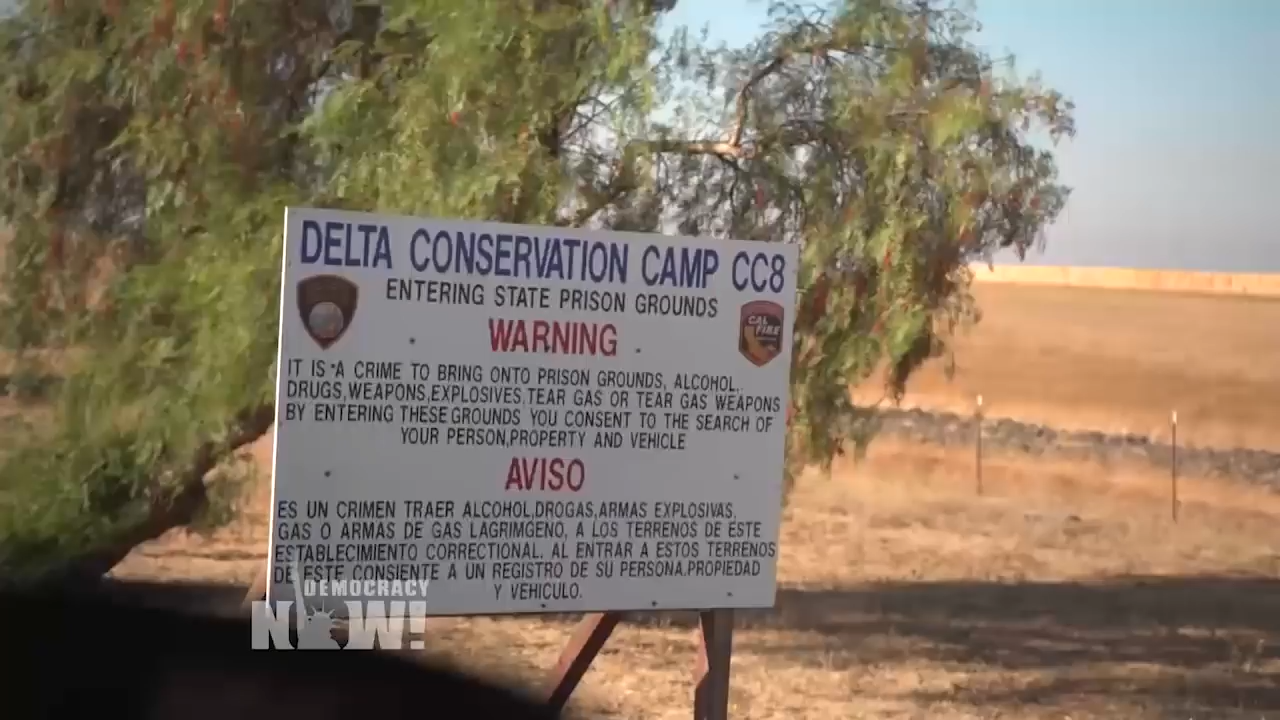 DELTA CONSERVATION CAMP CC8
ENTERING STATE PRISON GROUNDS
WARNING
CAL
FIRE
IT IS A CRIME TO BRING ONTO PRISON GROUNDS, ALCOHOL,
DRUGS,WEAPONS,EXPLOSIVES,TEAR GAS OR TEAR GAS WEAPONS
BY ENTERING THESE GROUNDS YOU CONSENT TO THE SEARCH OF
YOUR PERSON,PROPERTY AND VEHICLE
AVISO
ES UN CRIMEN TRAER ALCOHOL,DROGAS,ARMAS EXPLOSIVAS,
GAS O ARMAS DE GAS LAGRIMGENO, A LOS TERRENOS DE ESTE
ESTABLECIMENTO CORRECTIONAL. AL ENTRAR A ESTOS TERRENOS
DE ESTE CONSIENTE A UN REGISTRO DE SU PERSONA.PROPIEDAD
Y VEHICULO.
DEMOCRACY
NOW!